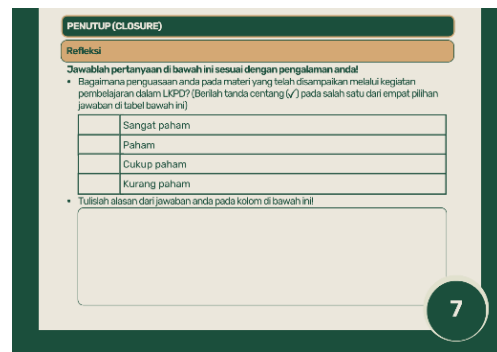 PENUTUP (CLOSURE)
Refleksi
Jawablah pertanyaan di bawah ini sesuai dengan pengalaman anda!
• Bagaimana penguasaan anda pada materi yang telah disampaikan melalui kegiatan
pembelajaran dalam LKPD? (Berilah tanda centang (✓) pada salah satu dari empat pilihan
jawaban di tabel bawah ini)
Sangat paham
Paham
Cukup paham
Kurang paham
• Tulislah alasan dari jawaban anda pada kolom di bawah ini!
7